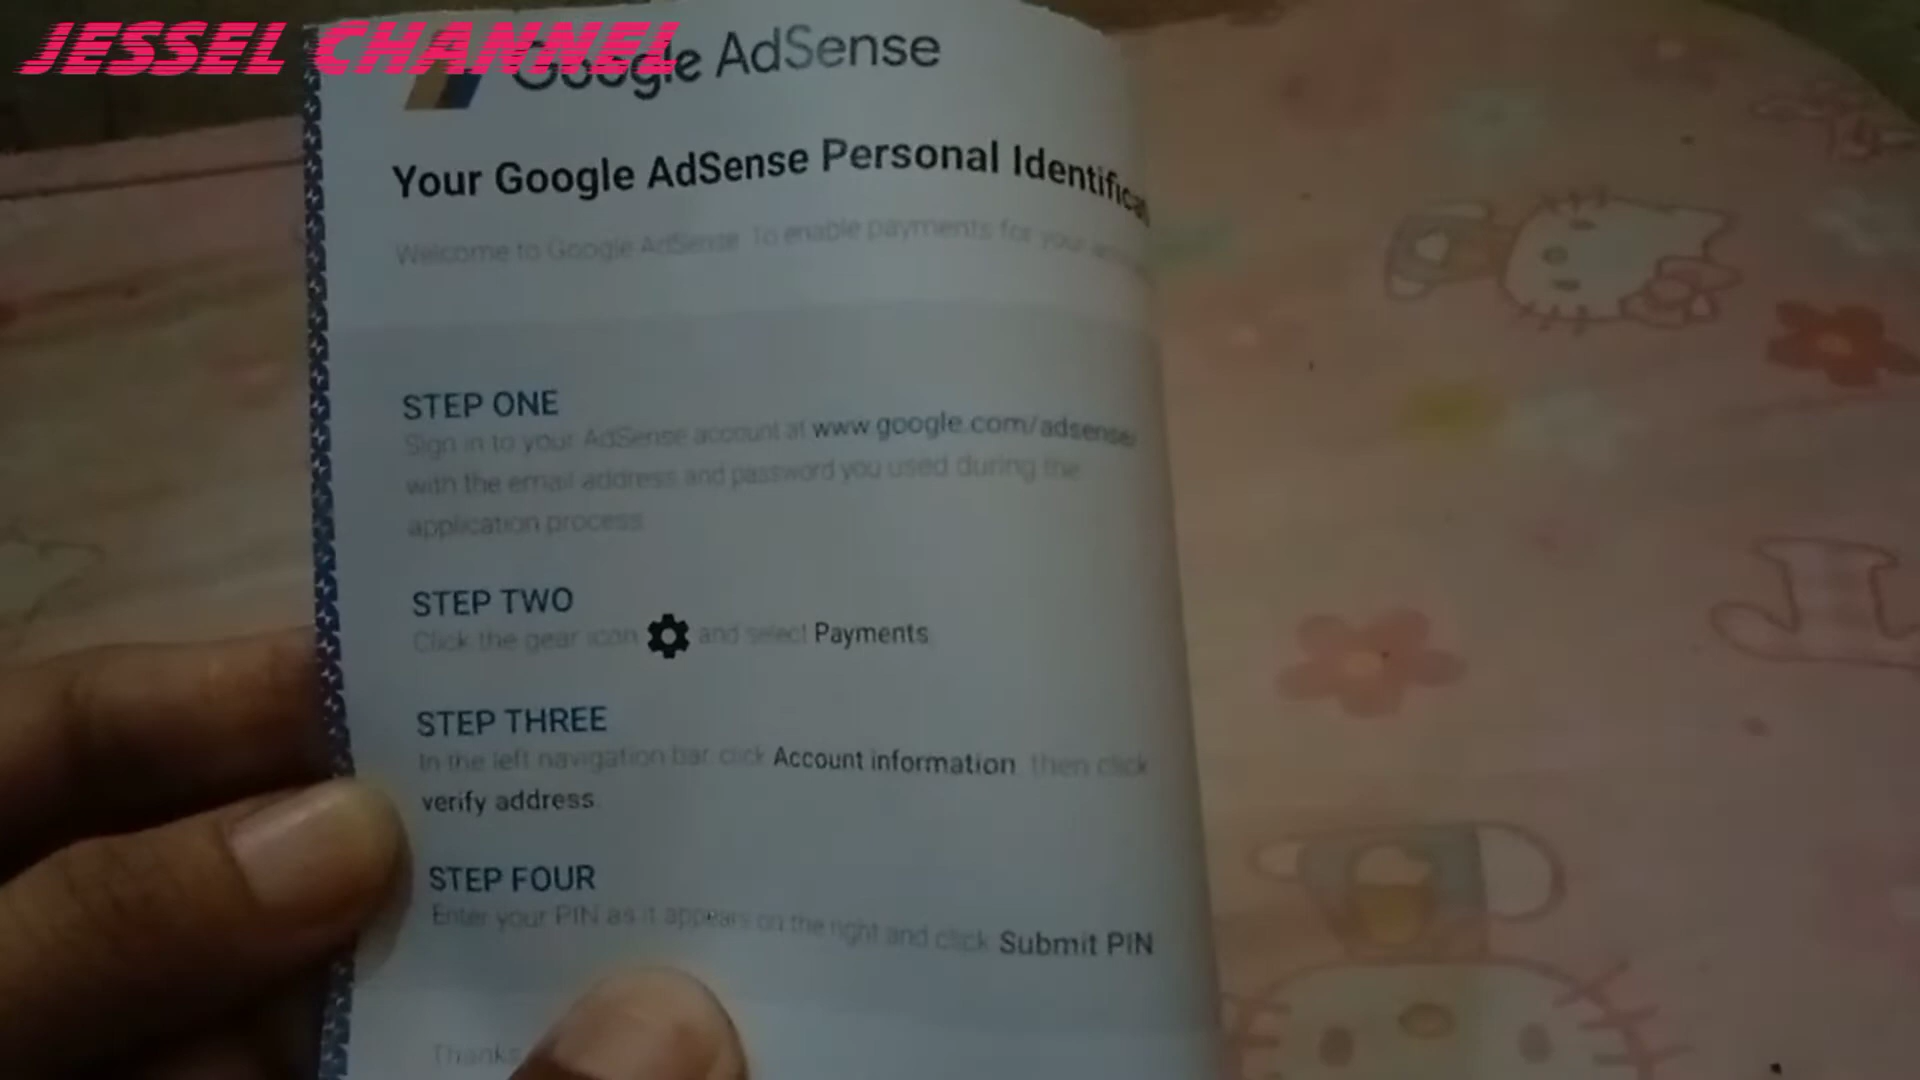 JESSEL CHANNEL
Google AdSense
Your Google AdSense Personal
Welcome to Google AdSense. To enable payments for your
STEP ONE
Sign in to your AdSense account at www.google.com/adsense/
with the email address and password you used during the
application process
STEP TWO
Click the gear icon and select Payments
STEP THREE
In the left navigation bar click Account information then click
verify address
STEP FOUR
Enter your PIN as it appears on the right and click Submit PIN
Thanks